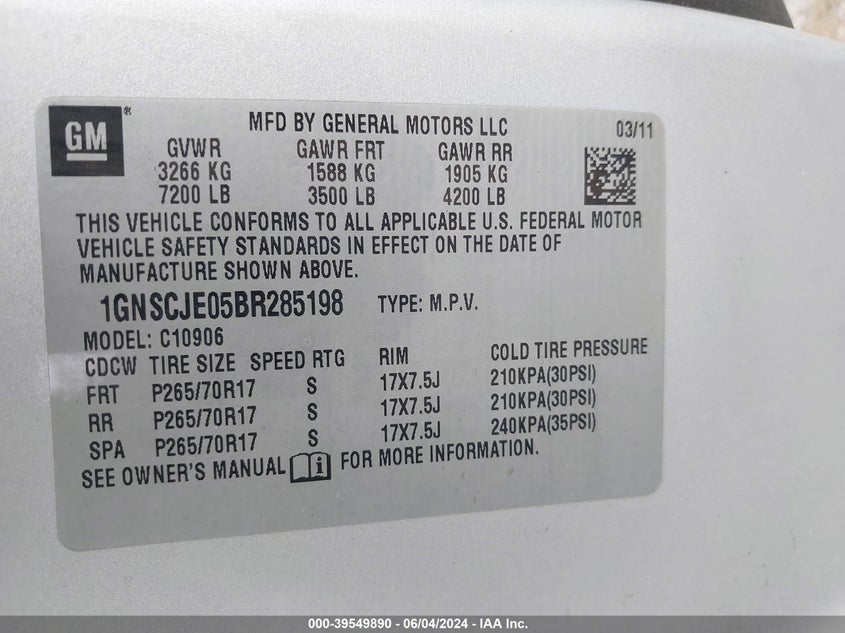 GM ®
MFD BY GENERAL MOTORS LLC 03/11
GVWR GAWR FRT GAWR RR
3266 KG 1588 KG 1905 KG
7200 LB 3500 LB 4200 LB
THIS VEHICLE CONFORMS TO ALL APPLICABLE U.S. FEDERAL MOTOR
VEHICLE SAFETY STANDARDS IN EFFECT ON THE DATE OF
MANUFACTURE SHOWN ABOVE.
1GNSCJE05BR285198 TYPE: M.P.V.
MODEL: C10906
CDCW TIRE SIZE SPEED RTG RIM COLD TIRE PRESSURE
FRT P265/70R17 S 17X7.5J 210KPA(30PSI)
RR P265/70R17 S 17X7.5J 210KPA(30PSI)
SPA P265/70R17 S 17X7.5J 240KPA(35PSI)
SEE OWNER'S MANUAL i FOR MORE INFORMATION.
000-39549890 - 06/04/2024 - IAA Inc.